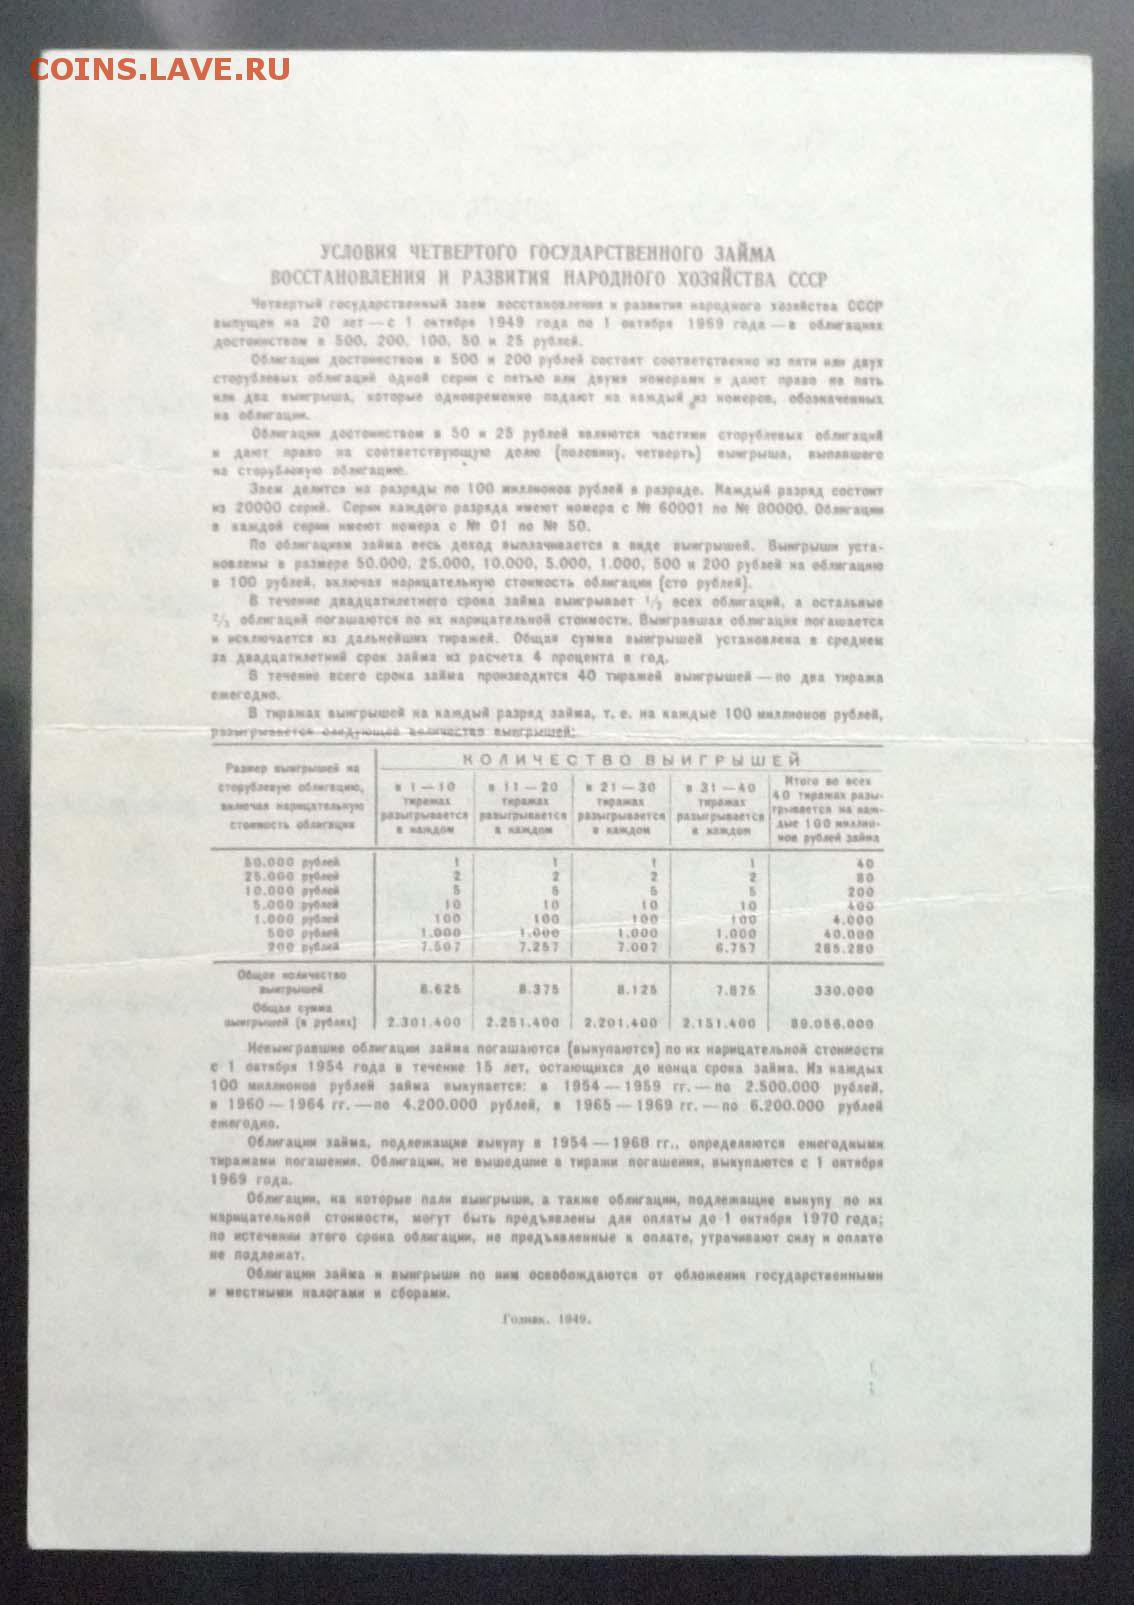 COINS.LAVE.RU
УСЛОВИЯ ЧЕТВЕРТОГО ГОСУДАРСТВЕННОГО ЗАЙМА
ВОССТАНОВЛЕНИЯ И РАЗВИТИЯ НАРОДНОГО ХОЗЯЙСТВА СССР
Четвертый государственный заем восстановления и развития народного хозяйства СССР
выпущен на 20 лет — с 1 октября 1949 года по 1 октября 1969 года — в облигациях
достоинством в 500, 200, 100, 50 и 25 рублей.
Облигации достоинством в 500 и 200 рублей состоят соответственно из пяти или двух
сторублевых облигаций одной серии с пятью или двумя номерами и дают право на пять
или два выигрыша, которые одновременно падают на каждый из номеров, обозначенных
на облигации.
Облигации достоинством в 50 и 25 рублей являются частями сторублевых облигаций
и дают право на соответствующую долю (половину, четверть) выигрыша, выпавшего
на сторублевую облигацию.
Заем делится на разряды по 100 миллионов рублей в разряде. Каждый разряд состоит
из 20000 серий. Серии каждого разряда имеют номера с № 60001 по № 80000. Облигации
в каждой серии имеют номера с № 01 по № 50.
По облигациям займа весь доход выплачивается в виде выигрышей. Выигрыши уста-
новлены в размере 50.000, 25.000, 10.000, 5.000, 1.000, 500 и 200 рублей на облигацию
в 100 рублей, включая нарицательную стоимость облигации (сто рублей).
В течение двадцатилетнего срока займа выигрывает 1/3 всех облигаций, а остальные
2/3 облигаций погашаются по их нарицательной стоимости. Выигравшая облигация погашается
и исключается из дальнейших тиражей. Общая сумма выигрышей установлена в среднем
за двадцатилетний срок займа из расчета 4 процента в год.
В течение всего срока займа производится 40 тиражей выигрышей — по два тиража
ежегодно.
В тиражах выигрышей на каждый разряд займа, т. е. на каждые 100 миллионов рублей,
разыгрывается следующее количество выигрышей:
Размер выигрышей на
сторублевую облигацию,
включая нарицательную
стоимость облигации
КОЛИЧЕСТВО ВЫИГРЫШЕЙ
в 1—10
тиражах
разыгрывается
в каждом
в 11—20
тиражах
разыгрывается
в каждом
в 21—30
тиражах
разыгрывается
в каждом
в 31—40
тиражах
разыгрывается
в каждом
Итого во всех
40 тиражах разы-
грывается на каж-
дые 100 миллио-
нов рублей займа
50.000 рублей 1 1 1 1 40
25.000 рублей 2 2 2 2 80
10.000 рублей 5 5 5 5 200
5.000 рублей 10 10 10 10 400
1.000 рублей 100 100 100 100 4.000
500 рублей 1.000 1.000 1.000 1.000 40.000
200 рублей 7.507 7.257 7.007 6.757 285.280
Общее количество
выигрышей 8.625 8.375 8.125 7.875 330.000
Общая сумма
выигрышей (в рублях) 2.301.400 2.251.400 2.201.400 2.151.400 89.056.000
Невыигравшие облигации займа погашаются (выкупаются) по их нарицательной стоимости
с 1 октября 1954 года в течение 15 лет, остающихся до конца срока займа. Из каждых
100 миллионов рублей займа выкупается: в 1954 — 1959 гг. — по 2.500.000 рублей,
в 1960 — 1964 гг. — по 4.200.000 рублей, в 1965 — 1969 гг. — по 6.200.000 рублей
ежегодно.
Облигации займа, подлежащие выкупу в 1954 — 1968 гг., определяются ежегодными
тиражами погашения. Облигации, не вышедшие в тиражи погашения, выкупаются с 1 октября
1969 года.
Облигации, на которые пали выигрыши, а также облигации, подлежащие выкупу по их
нарицательной стоимости, могут быть предъявлены для оплаты до 1 октября 1970 года;
по истечении этого срока облигации, не предъявленные к оплате, утрачивают силу и оплате
не подлежат.
Облигации займа и выигрыши по ним освобождаются от обложения государственными
и местными налогами и сборами.
Гознак. 1949.